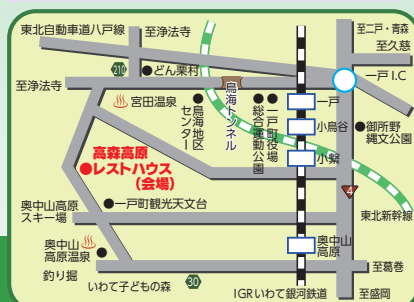 東北自動車道八戸線
至浄法寺
至二戸・青森
至久慈
210
どん栗村
至浄法寺
一戸I.C
宮田温泉
鳥海地区
センター
鳥海トンネル
総合運動公園
一戸町役場
一戸
小鳥谷
小繋
御所野
縄文公園
高森高原
レストハウス
(会場)
4
奥中山高原
スキー場
一戸町観光天文台
東北新幹線
奥中山
高原温泉
奥中山
高原
釣り堀
いわて子どもの森
30
至葛巻
IGRいわて銀河鉄道
至盛岡